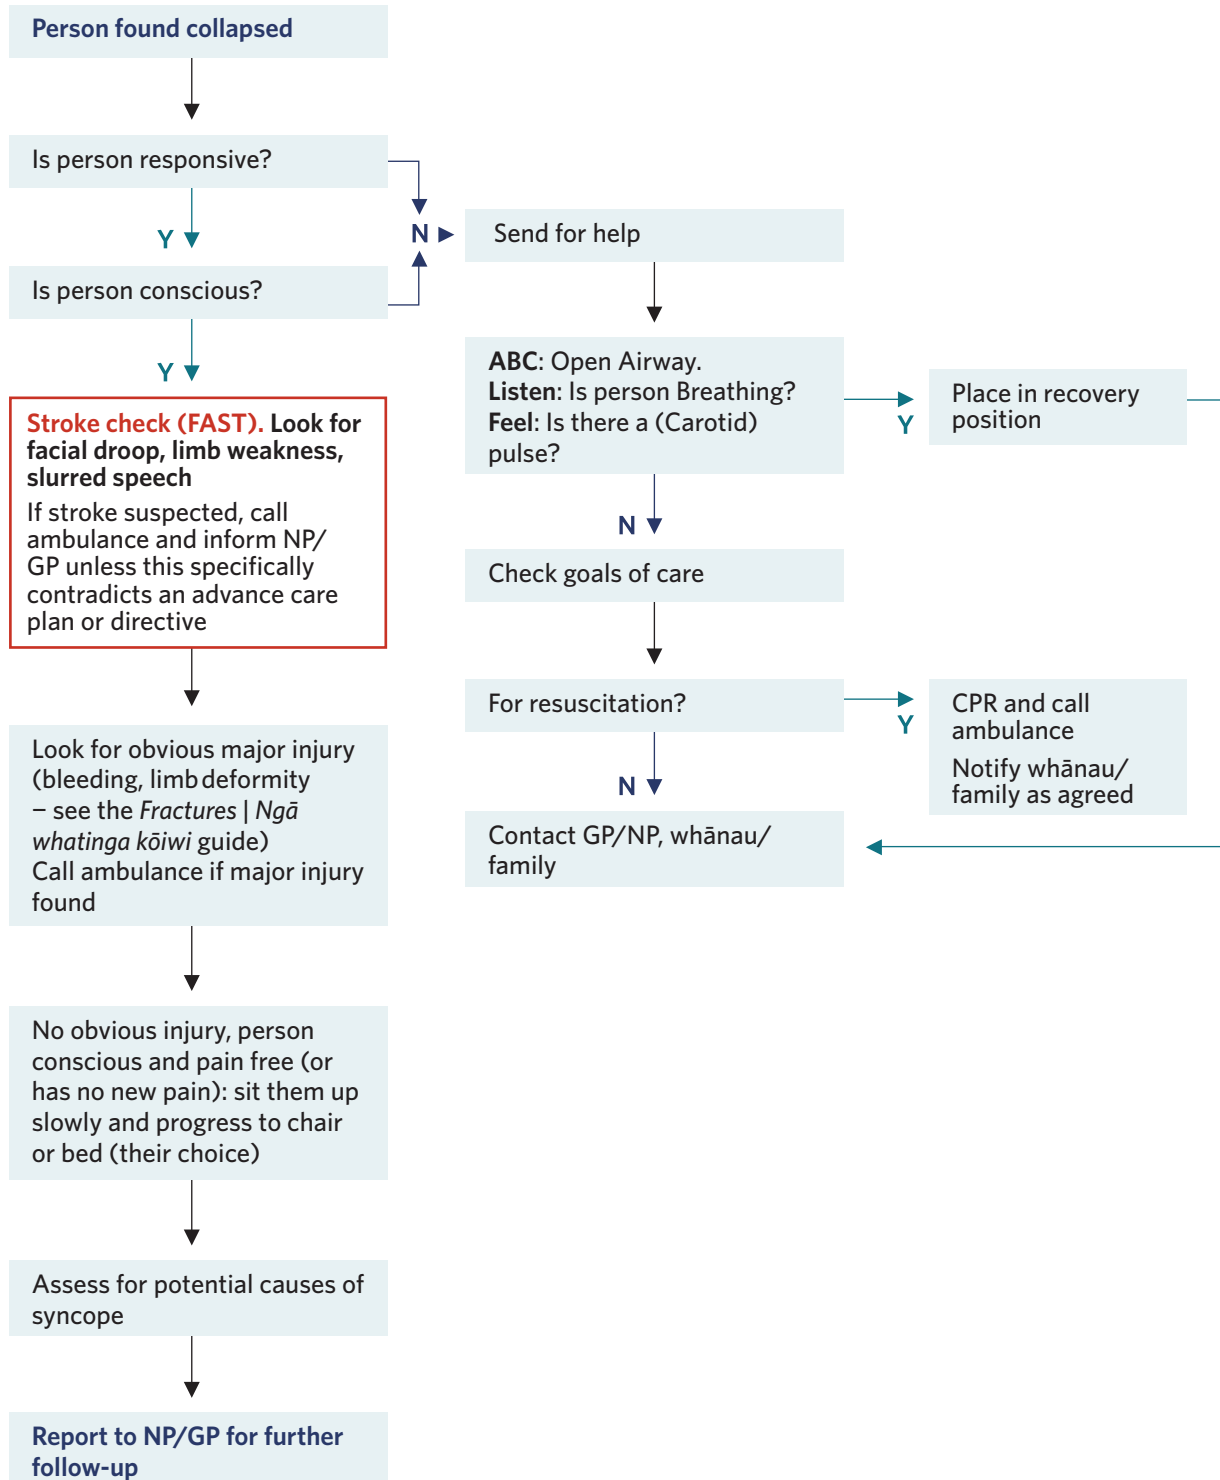 Person found collapsed
Is person responsive?
Y
N
Is person conscious?
Y
Stroke check (FAST). Look for
facial droop, limb weakness,
slurred speech
If stroke suspected, call
ambulance and inform NP/
GP unless this specifically
contradicts an advance care
plan or directive
Look for obvious major injury
(bleeding, limb deformity
– see the Fractures | Ngā
whatinga kōiwi guide)
Call ambulance if major injury
found
No obvious injury, person
conscious and pain free (or
has no new pain): sit them up
slowly and progress to chair
or bed (their choice)
Assess for potential causes of
syncope
Report to NP/GP for further
follow-up
Send for help
ABC: Open Airway.
Listen: Is person Breathing?
Feel: Is there a (Carotid)
pulse?
Y
Place in recovery
position
N
Check goals of care
For resuscitation?
Y
CPR and call
ambulance
Notify whānau/
family as agreed
N
Contact GP/NP, whānau/
family